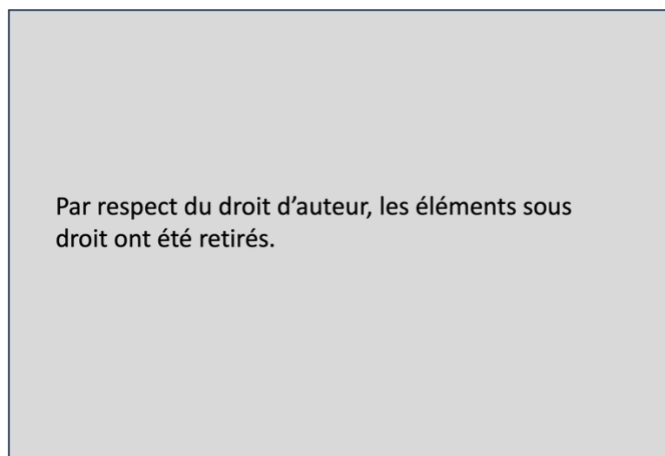 Par respect du droit d’auteur, les éléments sous
droit ont été retirés.